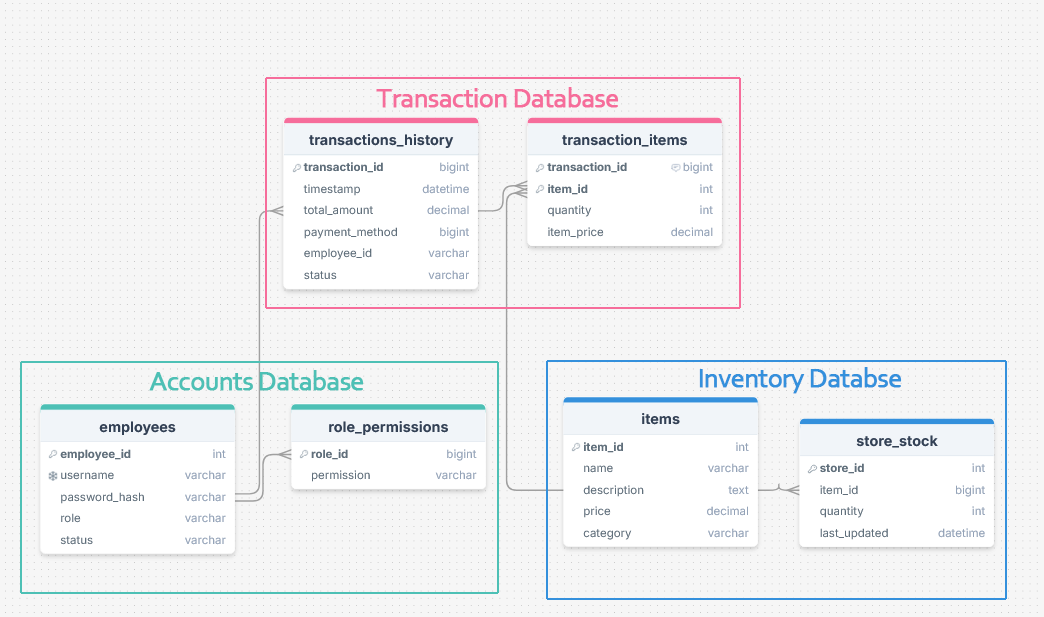 Transaction Database
transactions_history
transaction_id bigint
timestamp datetime
total_amount decimal
payment_method bigint
employee_id varchar
status varchar
transaction_items
transaction_id bigint
item_id int
quantity int
item_price decimal
Accounts Database
employees
employee_id int
username varchar
password_hash varchar
role varchar
status varchar
role_permissions
role_id bigint
permission varchar
Inventory Databse
items
item_id int
name varchar
description text
price decimal
category varchar
store_stock
store_id int
item_id bigint
quantity int
last_updated datetime